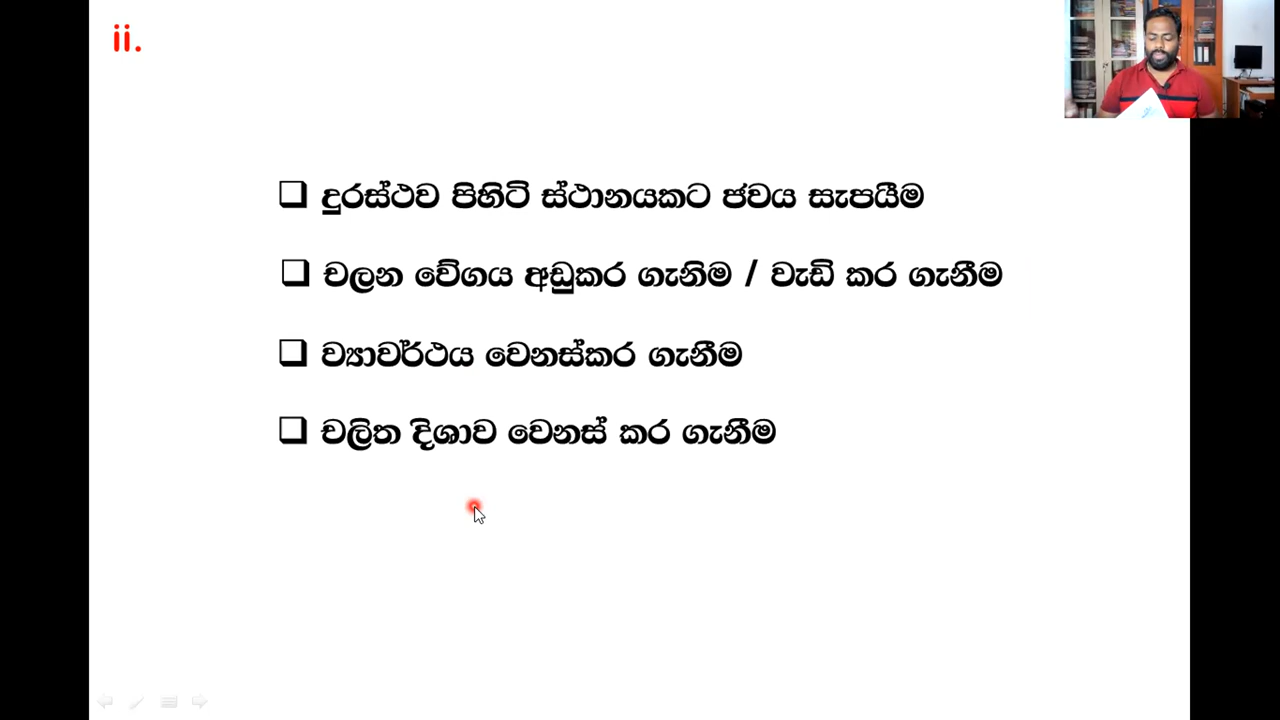 ii.
දුරස්ථව පිහිටි ස්ථානයකට ජවය සැපයීම
චලන වේගය අඩුකර ගැනිම / වැඩි කර ගැනීම
ව්‍යාවර්ථය වෙනස්කර ගැනීම
චලිත දිශාව වෙනස් කර ගැනීම